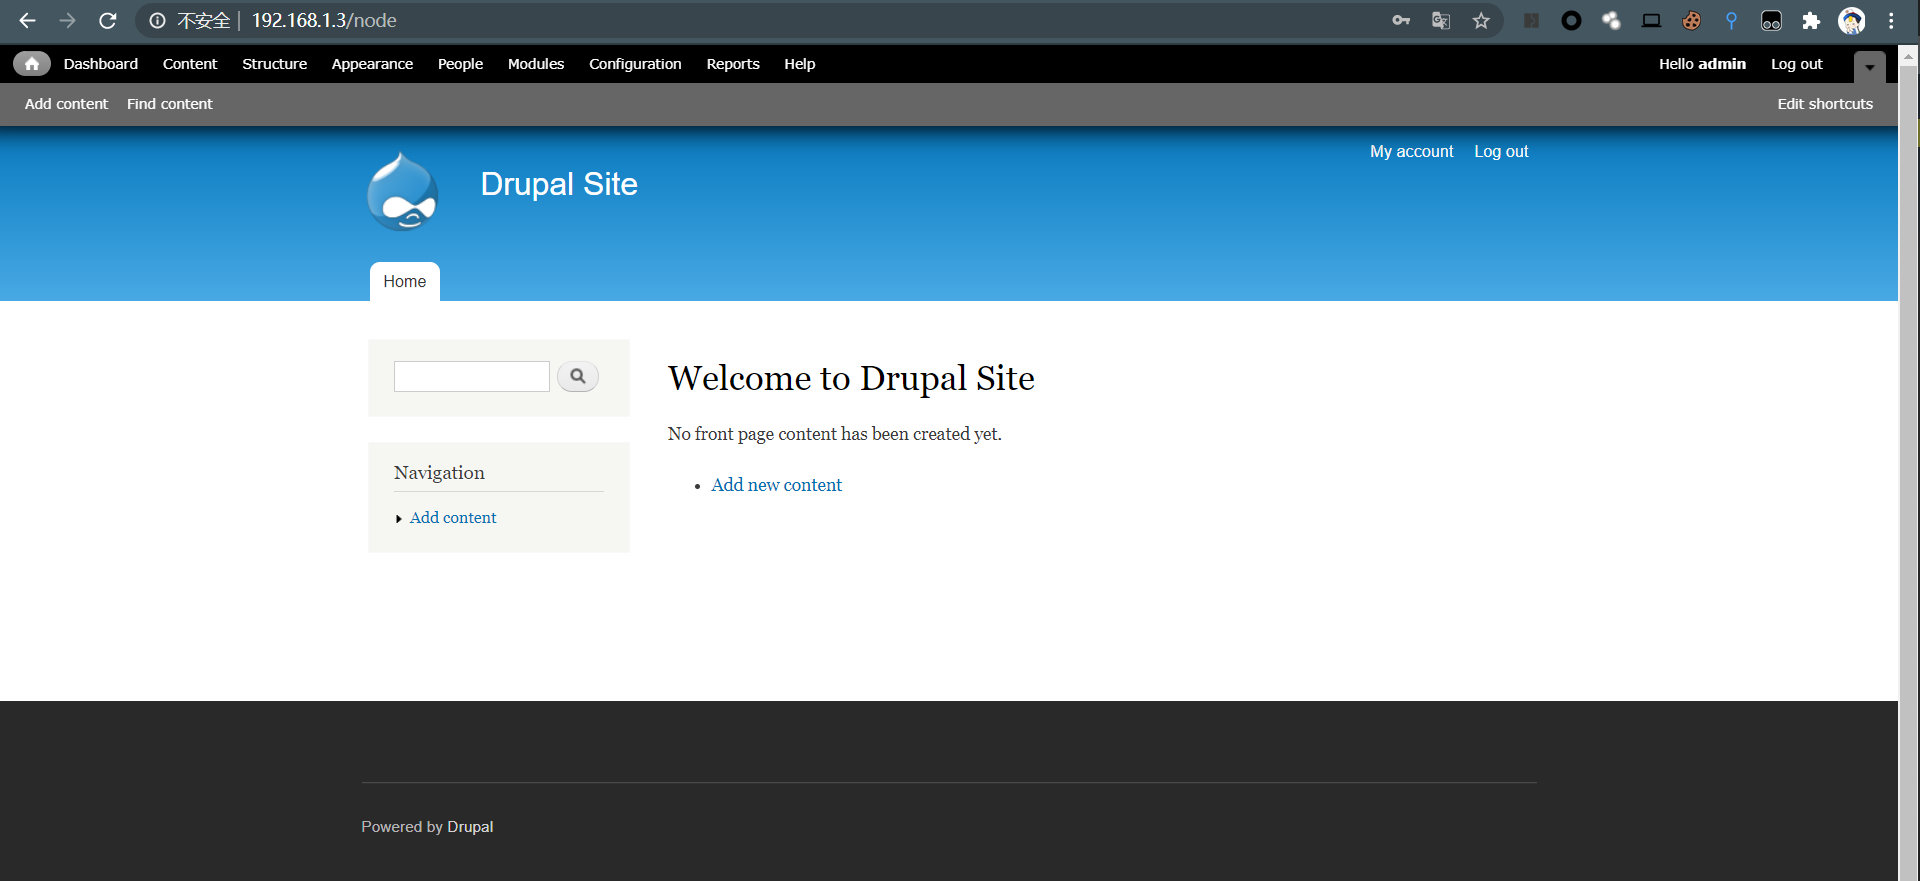 不安全 192.168.1.3/node
Dashboard Content Structure Appearance People Modules Configuration Reports Help Hello admin Log out
Add content Find content Edit shortcuts
My account Log out
Drupal Site
Home
Welcome to Drupal Site
No front page content has been created yet.
Add new content
Navigation
Add content
Powered by Drupal